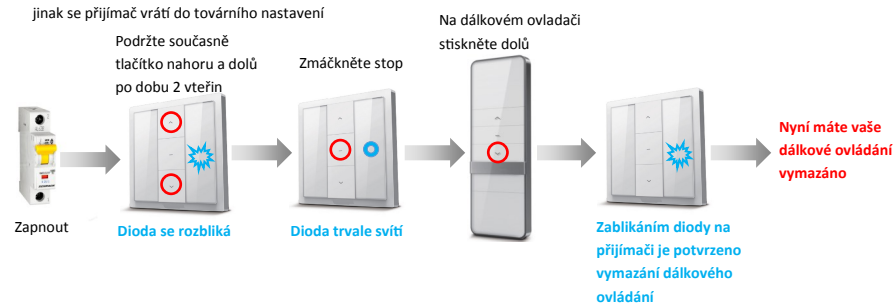 jinak se přijímač vrátí do továrního nastavení
Podržte současně
tlačítko nahoru a dolů
po dobu 2 vteřin
Zmáčkněte stop
Na dálkovém ovladači
stiskněte dolů
Zapnout
Dioda se rozbliká
Dioda trvale svítí
Zablikáním diody na
přijímači je potvrzeno
vymazání dálkového
ovládání
Nyní máte vaše
dálkové ovládání
vymazáno